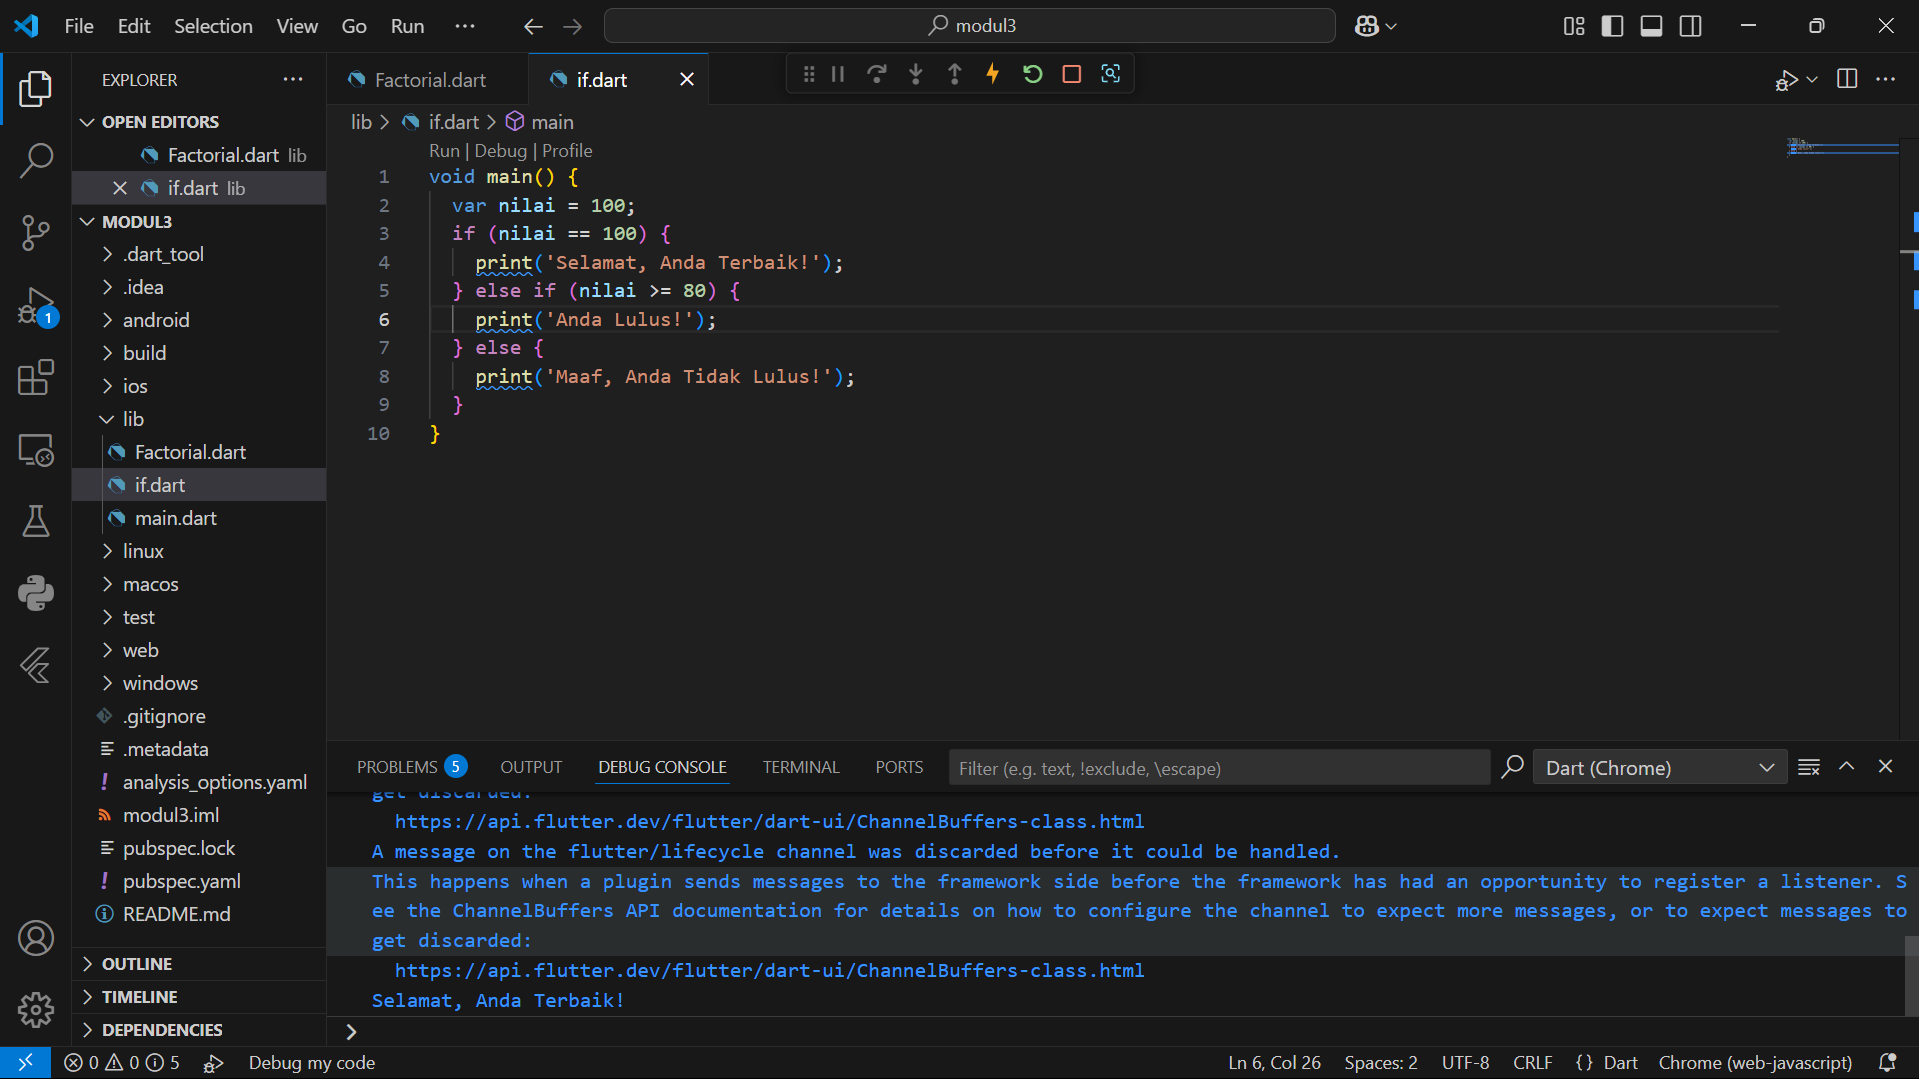 File Edit Selection View Go Run ··· modul3
EXPLORER ···
OPEN EDITORS
Factorial.dart lib
if.dart lib
MODUL3
.dart_tool
.idea
android
build
ios
lib
Factorial.dart
if.dart
main.dart
linux
macos
test
web
windows
.gitignore
.metadata
analysis_options.yaml
modul3.iml
pubspec.lock
pubspec.yaml
README.md
OUTLINE
TIMELINE
DEPENDENCIES
1
Factorial.dart if.dart
lib > if.dart > main
Run | Debug | Profile
1 void main() {
2 var nilai = 100;
3 if (nilai == 100) {
4 print('Selamat, Anda Terbaik!');
5 } else if (nilai >= 80) {
6 print('Anda Lulus!');
7 } else {
8 print('Maaf, Anda Tidak Lulus!');
9 }
10 }
PROBLEMS 5 OUTPUT DEBUG CONSOLE TERMINAL PORTS Filter (e.g. text, !exclude, \escape) Dart (Chrome)
get discarded:
https://api.flutter.dev/flutter/dart-ui/ChannelBuffers-class.html
A message on the flutter/lifecycle channel was discarded before it could be handled.
This happens when a plugin sends messages to the framework side before the framework has had an opportunity to register a listener. S
ee the ChannelBuffers API documentation for details on how to configure the channel to expect more messages, or to expect messages to
get discarded:
https://api.flutter.dev/flutter/dart-ui/ChannelBuffers-class.html
Selamat, Anda Terbaik!
>
0 0 5 Debug my code Ln 6, Col 26 Spaces: 2 UTF-8 CRLF {} Dart Chrome (web-javascript)